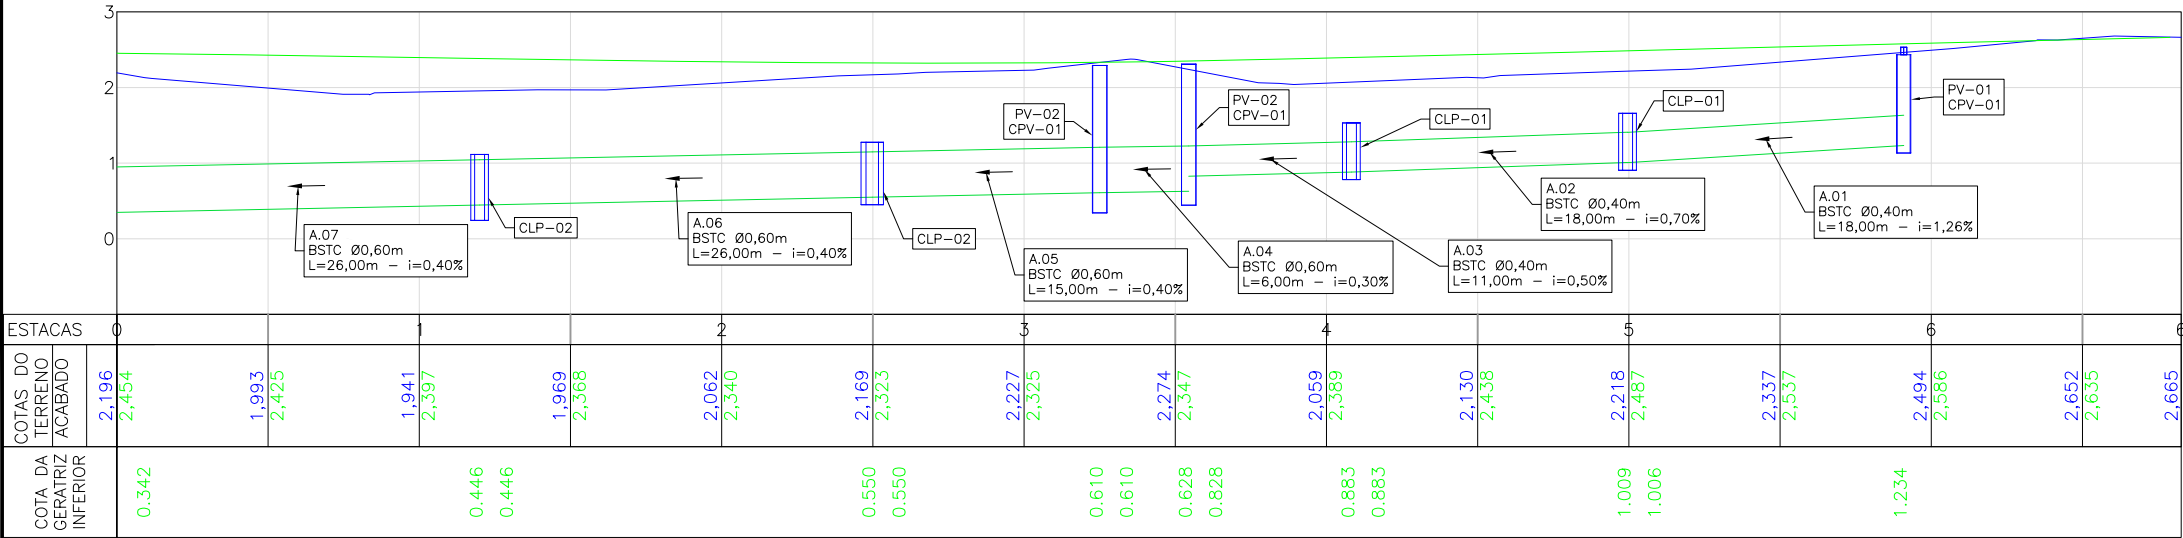 3
2
1
0
PV-02
CPV-01
PV-02
CPV-01
CLP-01
CLP-01
PV-01
CPV-01
A.07
BSTC Ø0,60m
L=26,00m - i=0,40%
CLP-02
A.06
BSTC Ø0,60m
L=26,00m - i=0,40%
CLP-02
A.05
BSTC Ø0,60m
L=15,00m - i=0,40%
A.04
BSTC Ø0,60m
L=6,00m - i=0,30%
A.03
BSTC Ø0,40m
L=11,00m - i=0,50%
A.02
BSTC Ø0,40m
L=18,00m - i=0,70%
A.01
BSTC Ø0,40m
L=18,00m - i=1,26%
ESTACAS 0 1 2 3 4 5 6 6
COTAS DO
TERRENO
ACABADO
2,196
2,454
1,993
2,425
1,941
2,397
1,969
2,368
2,062
2,340
2,169
2,323
2,227
2,325
2,274
2,347
2,059
2,389
2,130
2,438
2,218
2,487
2,337
2,537
2,494
2,586
2,652
2,635
2,665
COTA DA
GERATRIZ
INFERIOR
0.342
0.446
0.446
0.550
0.550
0.610
0.610
0.628
0.828
0.883
0.883
1.009
1.006
1.234